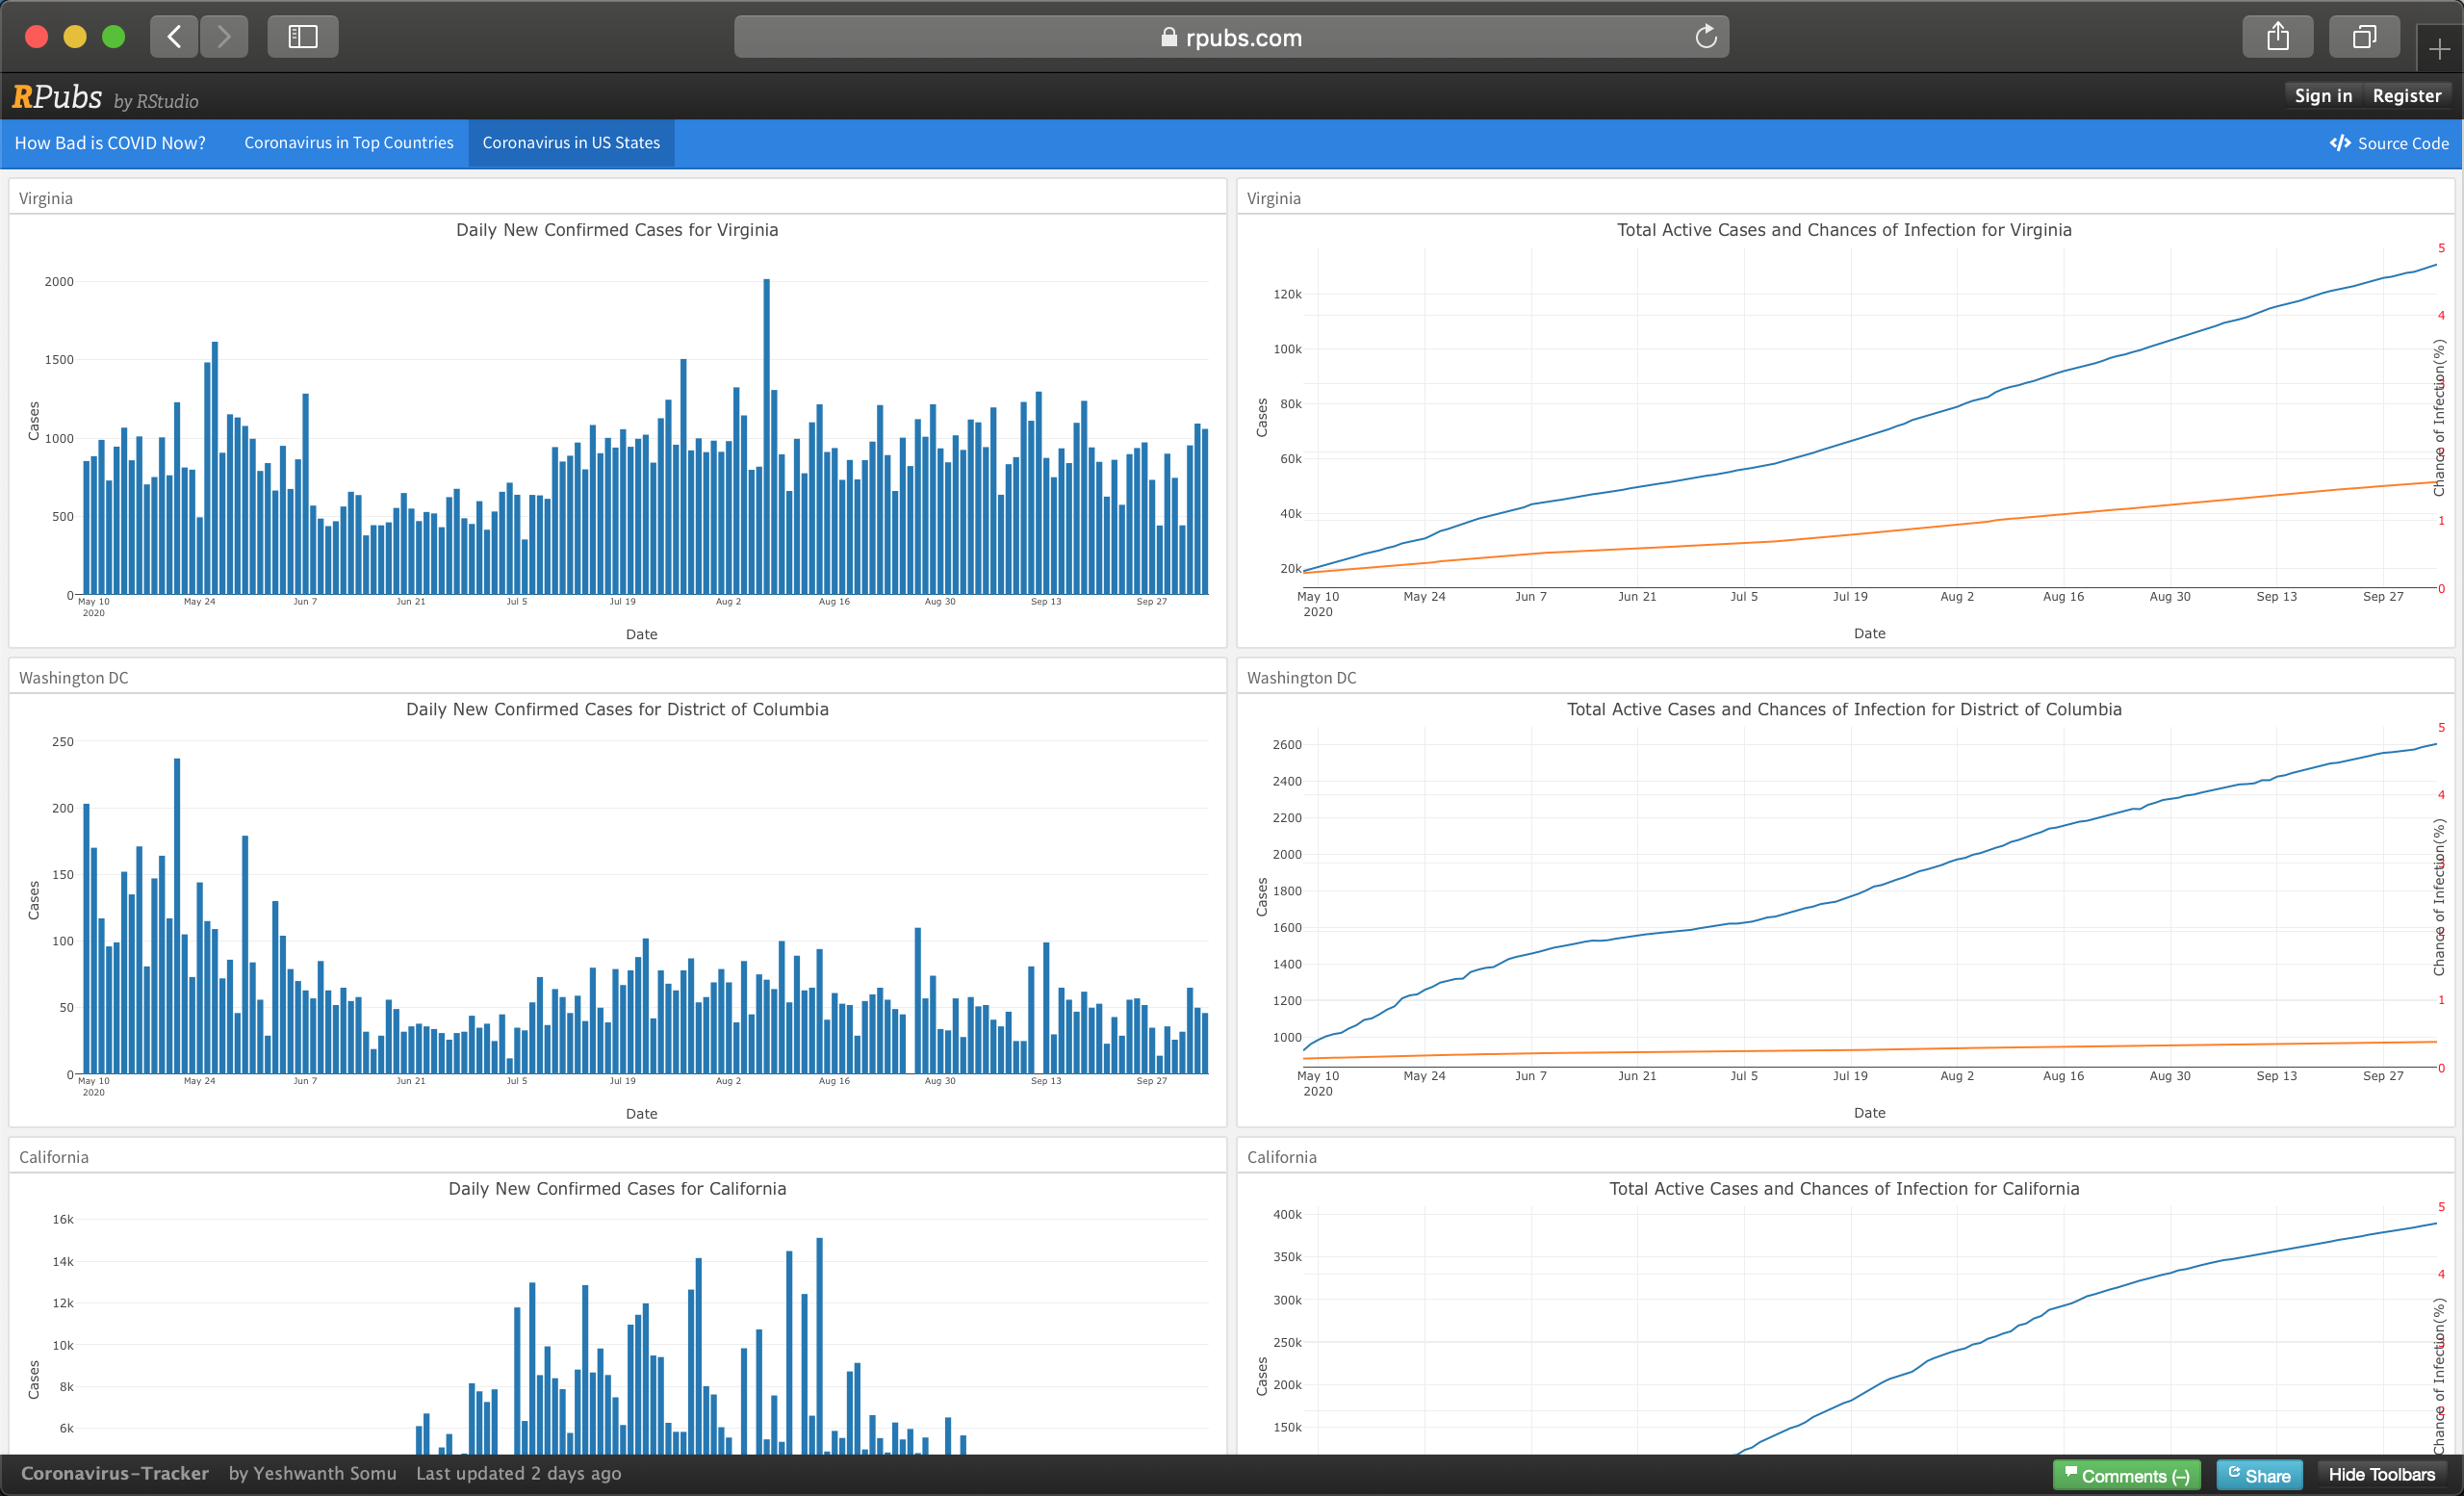 rpubs.com
RPubs by RStudio
Sign in Register
How Bad is COVID Now? Coronavirus in Top Countries Coronavirus in US States
Source Code
Virginia
Daily New Confirmed Cases for Virginia
2000
1500
1000
500
0
Cases
May 10 May 24 Jun 7 Jun 21 Jul 5 Jul 19 Aug 2 Aug 16 Aug 30 Sep 13 Sep 27
2020
Date
Virginia
Total Active Cases and Chances of Infection for Virginia
120k
100k
80k
60k
40k
20k
Cases
5
4
3
2
1
0
Chance of Infection(%)
May 10 May 24 Jun 7 Jun 21 Jul 5 Jul 19 Aug 2 Aug 16 Aug 30 Sep 13 Sep 27
2020
Date
Washington DC
Daily New Confirmed Cases for District of Columbia
250
200
150
100
50
0
Cases
May 10 May 24 Jun 7 Jun 21 Jul 5 Jul 19 Aug 2 Aug 16 Aug 30 Sep 13 Sep 27
2020
Date
Washington DC
Total Active Cases and Chances of Infection for District of Columbia
2600
2400
2200
2000
1800
1600
1400
1200
1000
Cases
5
4
3
2
1
0
Chance of Infection(%)
May 10 May 24 Jun 7 Jun 21 Jul 5 Jul 19 Aug 2 Aug 16 Aug 30 Sep 13 Sep 27
2020
Date
California
Daily New Confirmed Cases for California
16k
14k
12k
10k
8k
6k
Cases
California
Total Active Cases and Chances of Infection for California
400k
350k
300k
250k
200k
150k
Cases
5
4
3
2
Chance of Infection(%)
Coronavirus-Tracker by Yeshwanth Somu Last updated 2 days ago
Comments (–) Share Hide Toolbars